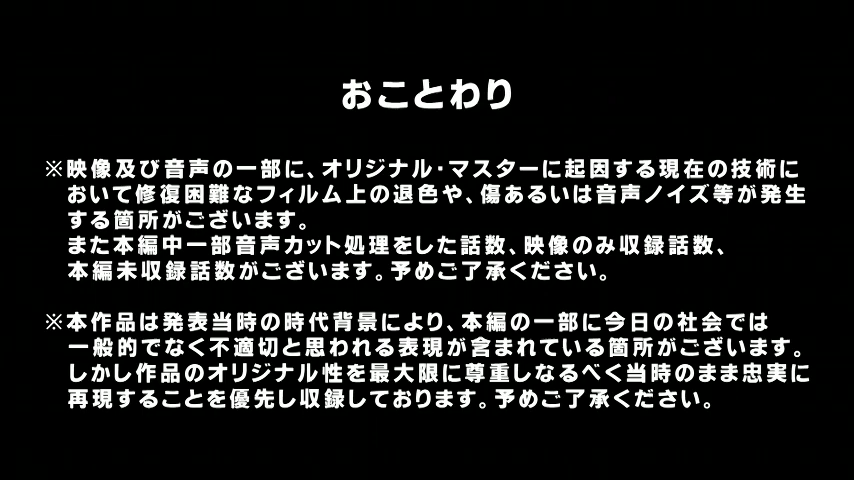 おことわり
※映像及び音声の一部に、オリジナル・マスターに起因する現在の技術に
おいて修復困難なフィルム上の退色や、傷あるいは音声ノイズ等が発生
する箇所がございます。
また本編中一部音声カット処理をした話数、映像のみ収録話数、
本編未収録話数がございます。予めご了承ください。
※本作品は発表当時の時代背景により、本編の一部に今日の社会では
一般的でなく不適切と思われる表現が含まれている箇所がございます。
しかし作品のオリジナル性を最大限に尊重しなるべく当時のまま忠実に
再現することを優先し収録しております。予めご了承ください。